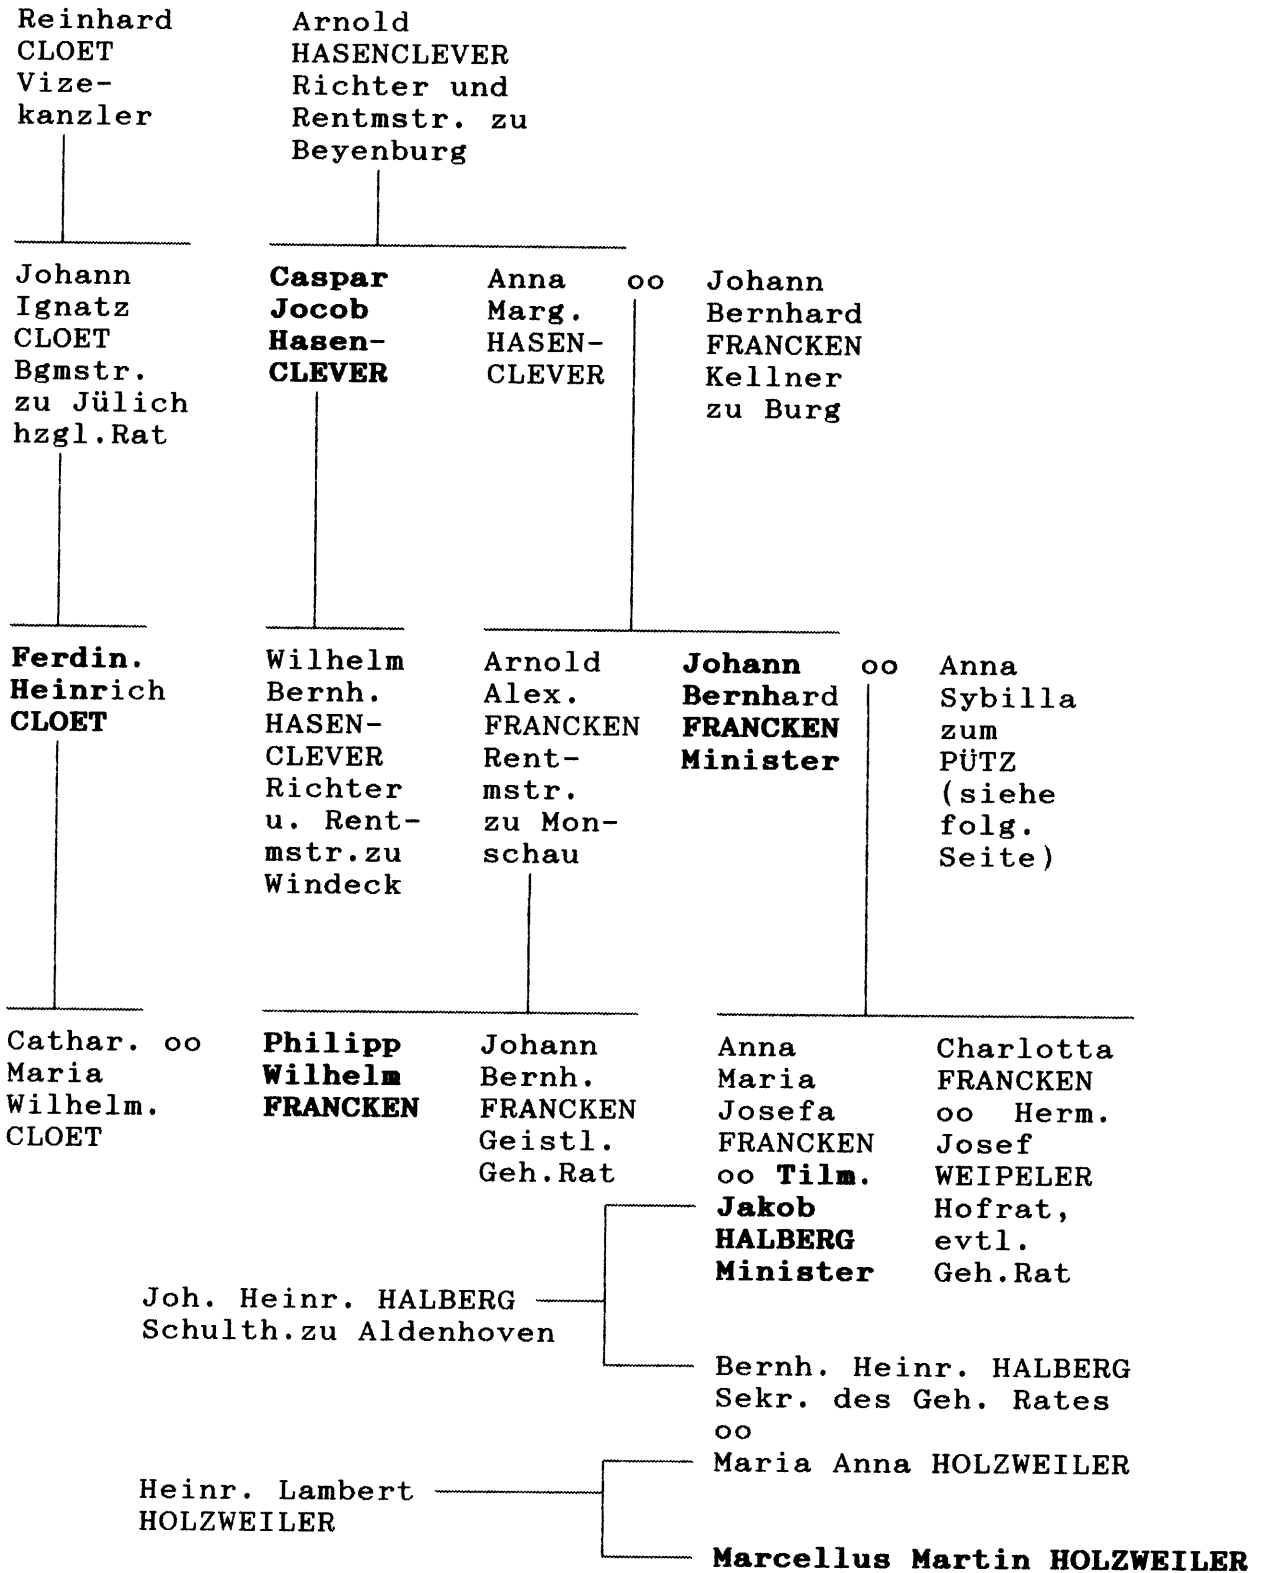 Reinhard
CLOET
Vize-
kanzler
Arnold
HASENCLEVER
Richter und
Rentmstr. zu
Beyenburg
Johann
Ignatz
CLOET
Bgmstr.
zu Jülich
hzgl.Rat
Caspar
Jocob
Hasen-
CLEVER
Anna
Marg.
HASEN-
CLEVER
oo
Johann
Bernhard
FRANCKEN
Kellner
zu Burg
Ferdin.
Heinrich
CLOET
Wilhelm
Bernh.
HASEN-
CLEVER
Richter
u. Rent-
mstr.zu
Windeck
Arnold
Alex.
FRANCKEN
Rent-
mstr.
zu Mon-
schau
Johann
Bernhard
FRANCKEN
Minister
oo
Anna
Sybilla
zum
PÜTZ
(siehe
folg.
Seite)
Cathar. oo
Maria
Wilhelm.
CLOET
Philipp
Wilhelm
FRANCKEN
Johann
Bernh.
FRANCKEN
Geistl.
Geh.Rat
Anna
Maria
Josefa
FRANCKEN
oo Tilm.
Jakob
HALBERG
Minister
Charlotta
FRANCKEN
oo Herm.
Josef
WEIPELER
Hofrat,
evtl.
Geh.Rat
Joh. Heinr. HALBERG
Schulth.zu Aldenhoven
Bernh. Heinr. HALBERG
Sekr. des Geh. Rates
oo
Maria Anna HOLZWEILER
Heinr. Lambert
HOLZWEILER
Marcellus Martin HOLZWEILER